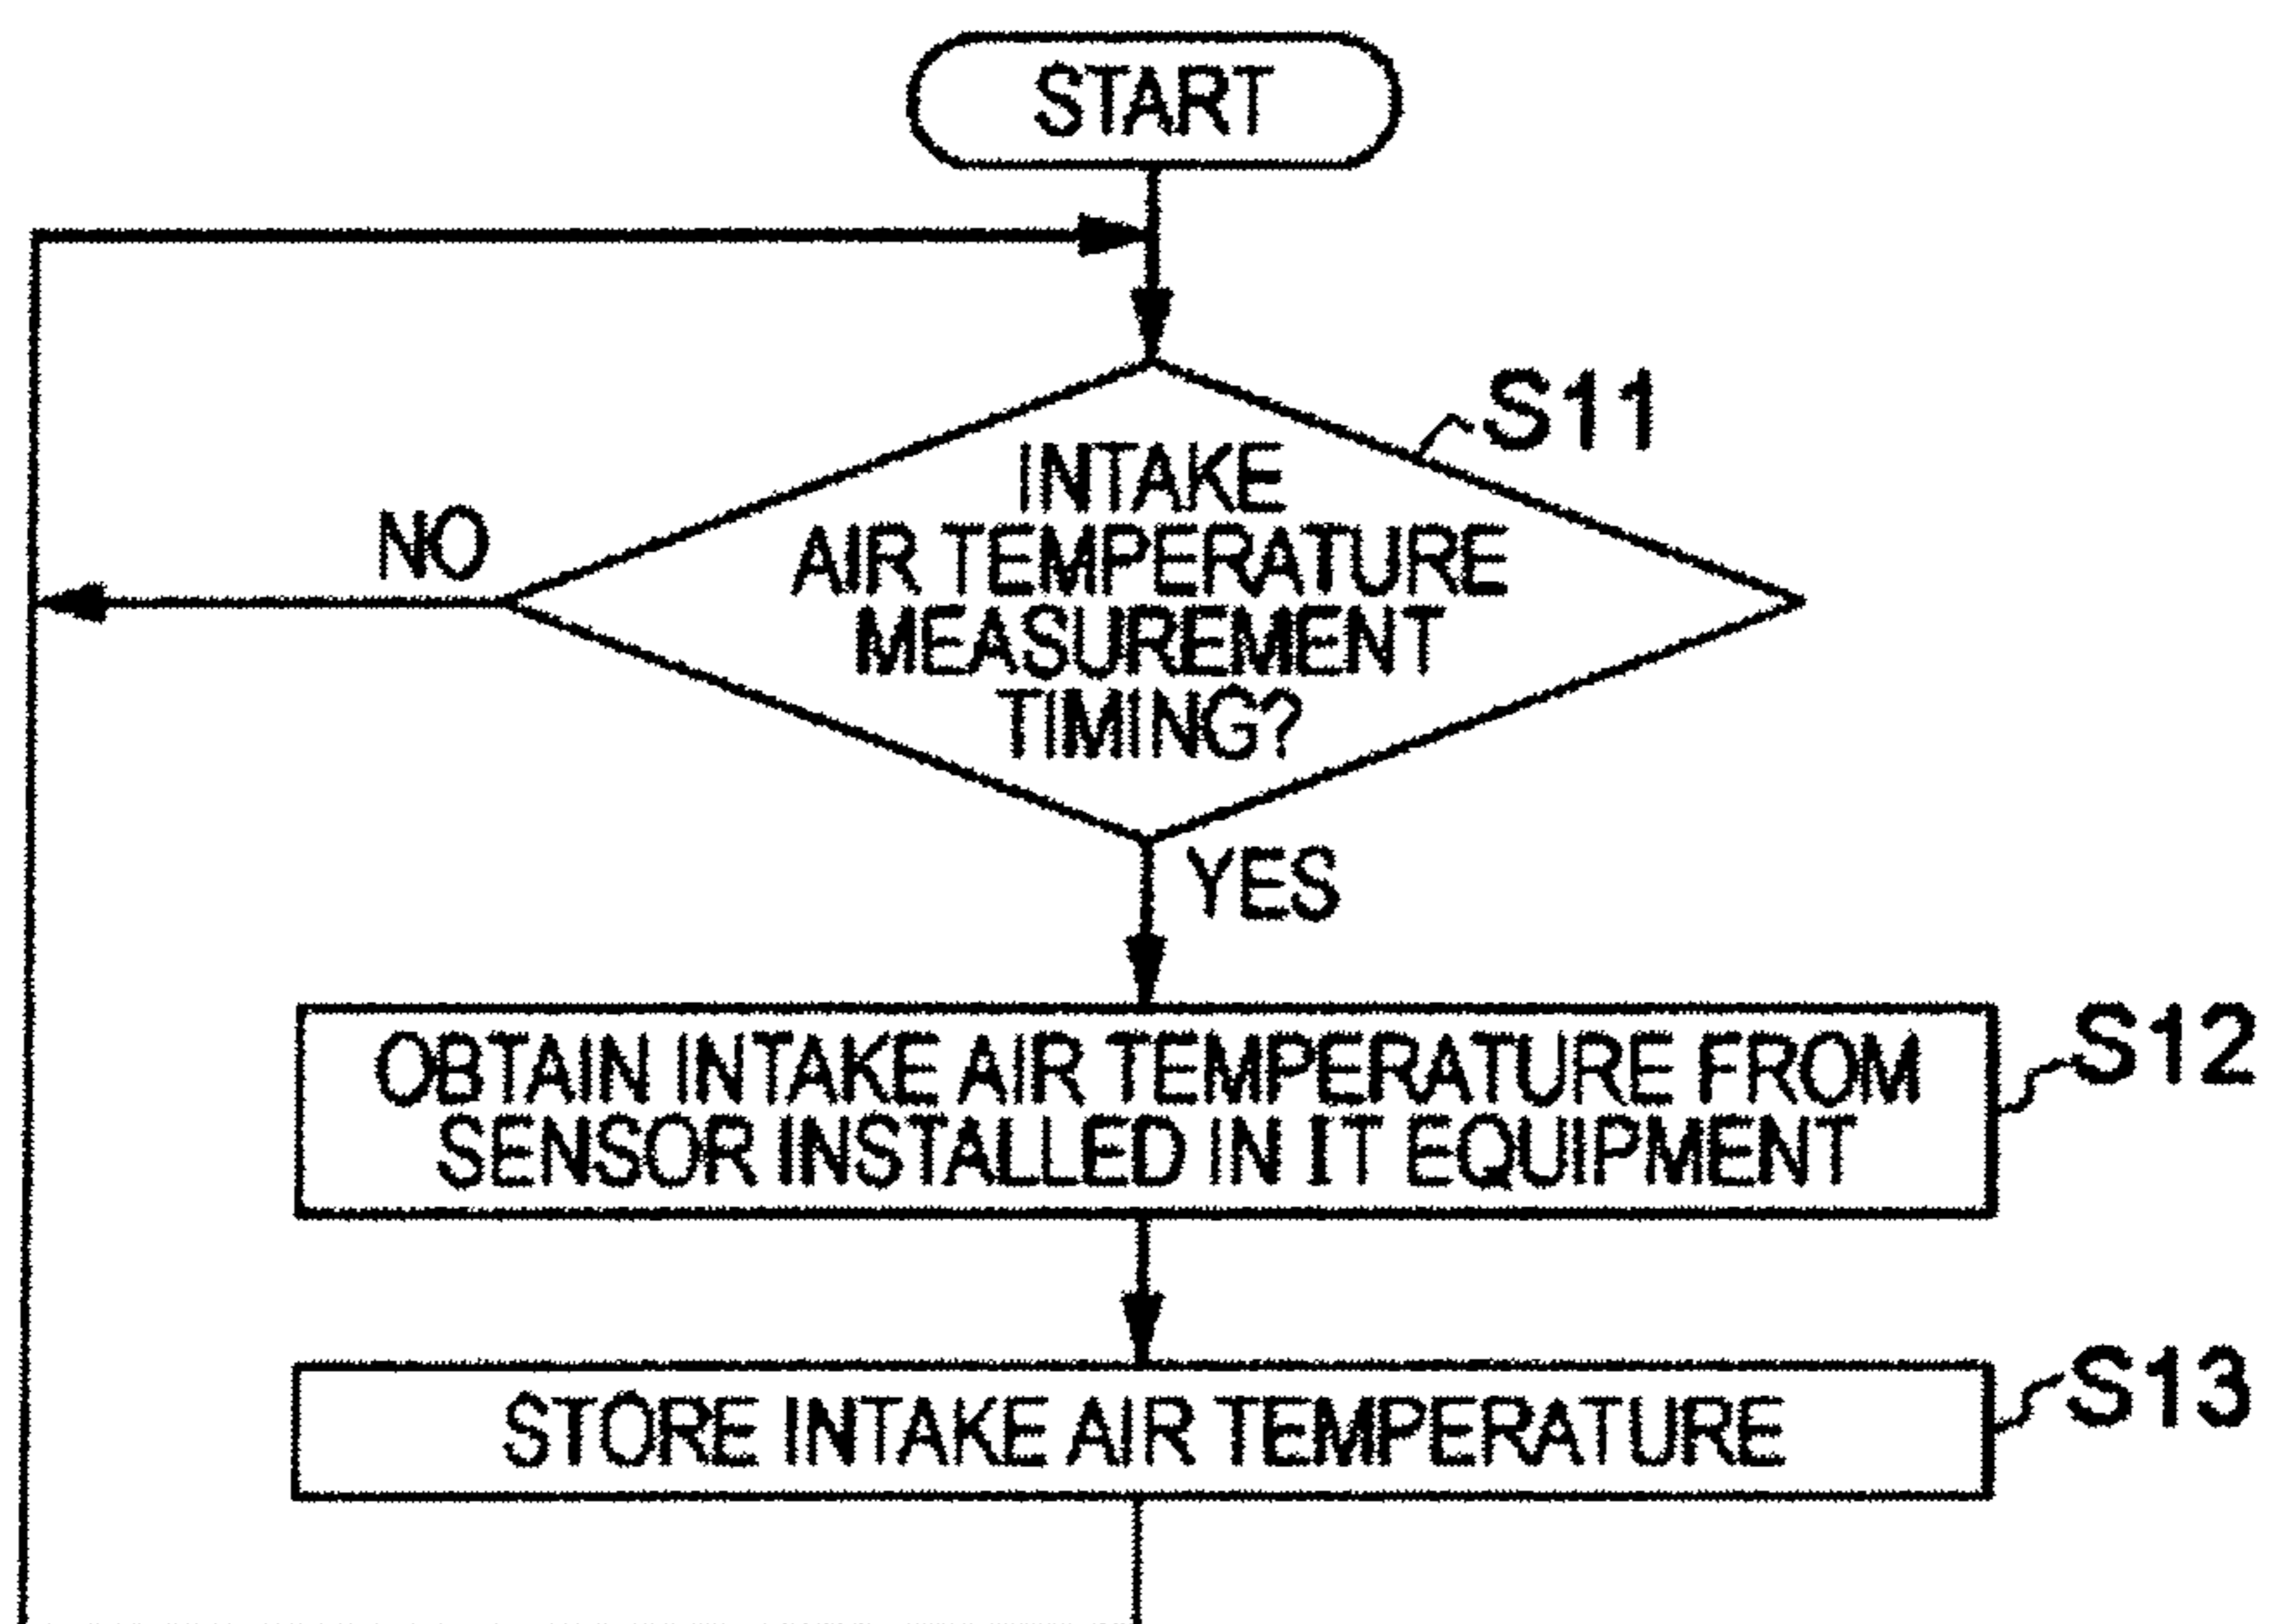 START
S11
INTAKE
AIR TEMPERATURE
MEASUREMENT
TIMING?
NO
YES
OBTAIN INTAKE AIR TEMPERATURE FROM
SENSOR INSTALLED IN IT EQUIPMENT
S12
STORE INTAKE AIR TEMPERATURE
S13